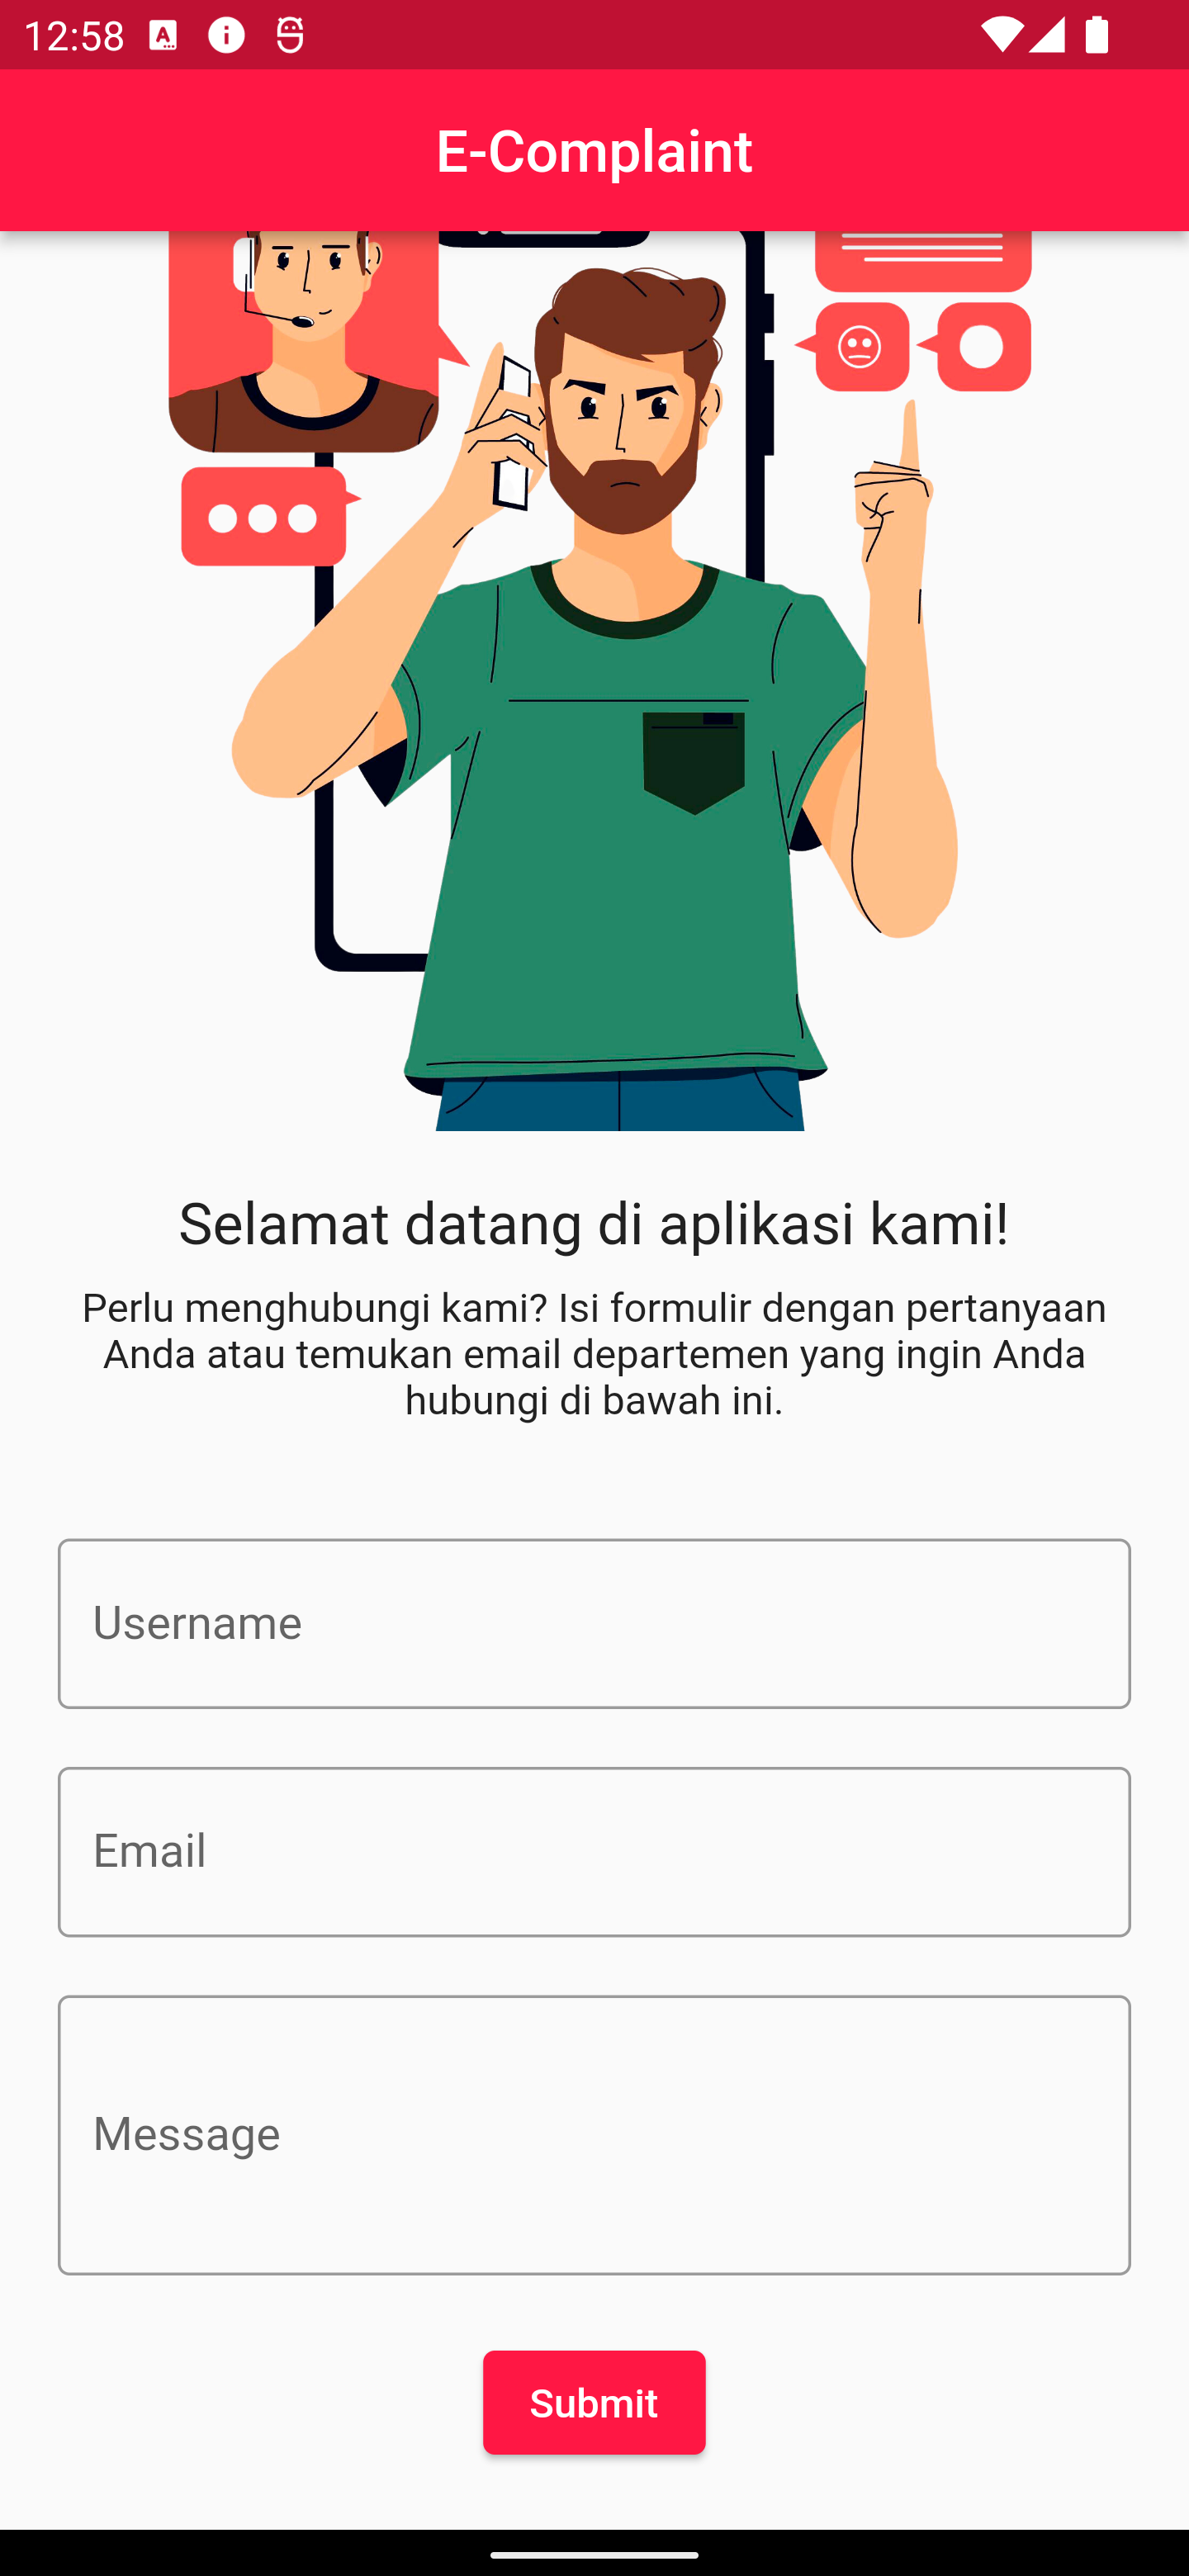 12:58
E-Complaint
Selamat datang di aplikasi kami!
Perlu menghubungi kami? Isi formulir dengan pertanyaan
Anda atau temukan email departemen yang ingin Anda
hubungi di bawah ini.
Username
Email
Message
Submit